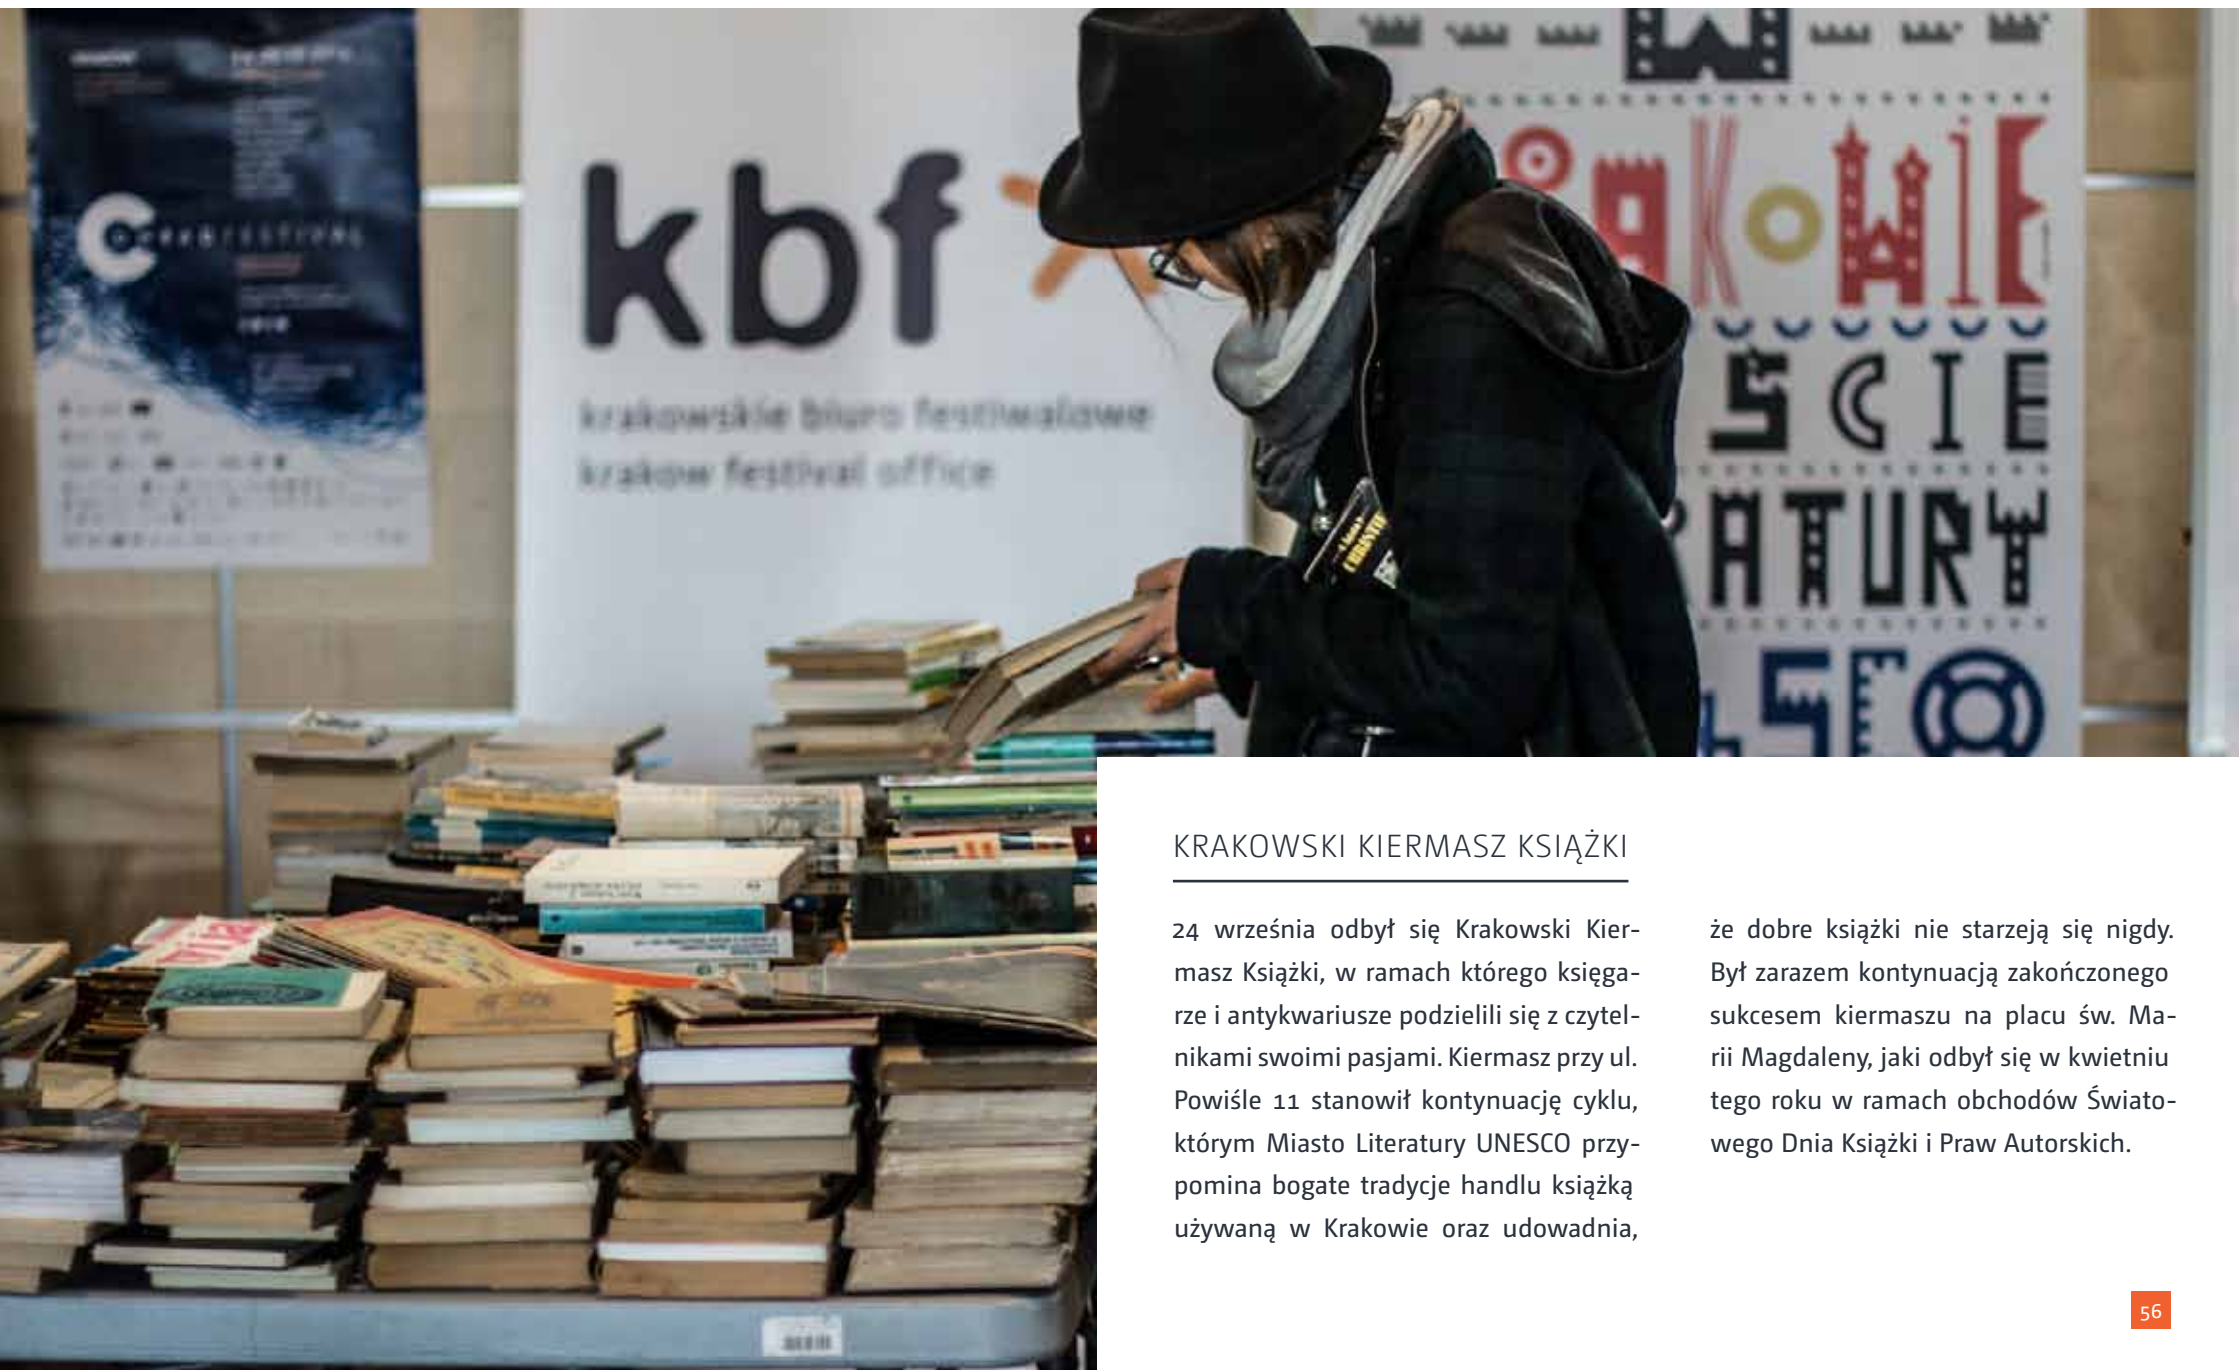 kbf
krakowskie biuro festiwalowe
krakow festival office
KRAKOWIE
ŚCIE
RATURY
CHRISTIE
KRAKOWSKI KIERMASZ KSIĄŻKI
24 września odbył się Krakowski Kier-
masz Książki, w ramach którego księga-
rze i antykwariusze podzielili się z czytel-
nikami swoimi pasjami. Kiermasz przy ul.
Powiśle 11 stanowił kontynuację cyklu,
którym Miasto Literatury UNESCO przy-
pomina bogate tradycje handlu książką
używaną w Krakowie oraz udowadnia,
że dobre książki nie starzeją się nigdy.
Był zarazem kontynuacją zakończonego
sukcesem kiermaszu na placu św. Ma-
rii Magdaleny, jaki odbył się w kwietniu
tego roku w ramach obchodów Świato-
wego Dnia Książki i Praw Autorskich.
56